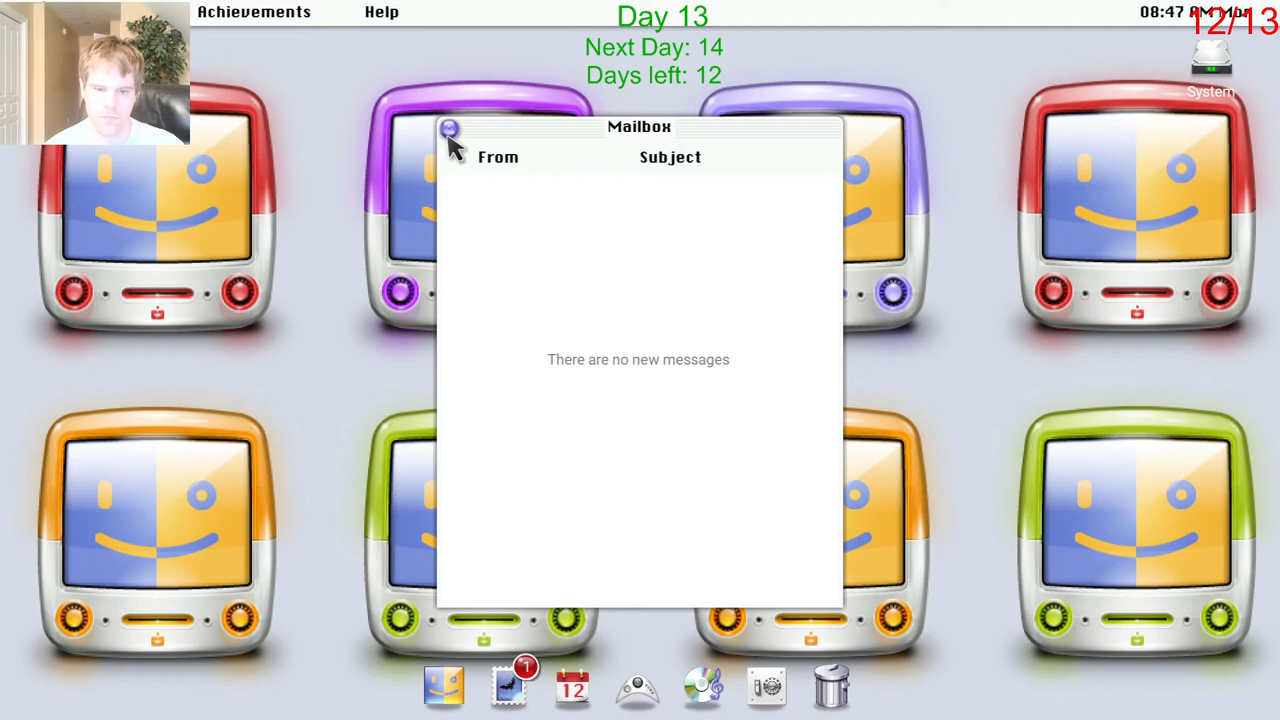 Achievements Help
Day 13
08:47 AM Mon
12/13
Next Day: 14
Days left: 12
System
Mailbox
From Subject
There are no new messages
1
12